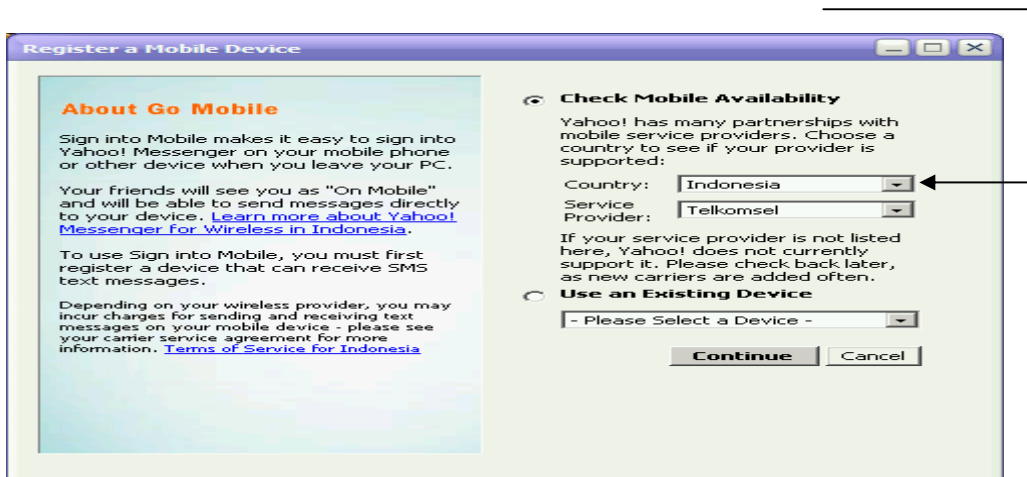 Register a Mobile Device
About Go Mobile
Sign into Mobile makes it easy to sign into
Yahoo! Messenger on your mobile phone
or other device when you leave your PC.
Your friends will see you as "On Mobile"
and will be able to send messages directly
to your device. Learn more about Yahoo!
Messenger for Wireless in Indonesia.
To use Sign into Mobile, you must first
register a device that can receive SMS
text messages.
Depending on your wireless provider, you may
incur charges for sending and receiving text
messages on your mobile device - please see
your carrier service agreement for more
information. Terms of Service for Indonesia
Check Mobile Availability
Yahoo! has many partnerships with
mobile service providers. Choose a
country to see if your provider is
supported:
Country: Indonesia
Service
Provider: Telkomsel
If your service provider is not listed
here, Yahoo! does not currently
support it. Please check back later,
as new carriers are added often.
Use an Existing Device
- Please Select a Device -
Continue Cancel